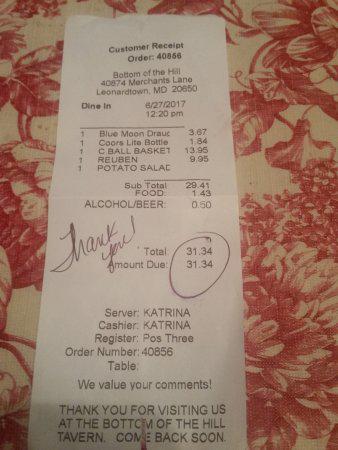 Customer Receipt
Order: 40856
Bottom of the Hill
40874 Merchants Lane
Leonardtown, MD 20650
Dine In 6/27/2017
12:20 pm
1 Blue Moon Drauc 3.67
1 Coors Lite Bottle 1.84
1 C.BALL BASKET 13.95
1 REUBEN 9.95
1 POTATO SALAD
Sub Total: 29.41
FOOD: 1.43
ALCOHOL/BEER: 0.50
Thank you!
Total: 31.34
Amount Due: 31.34
Server: KATRINA
Cashier: KATRINA
Register: Pos Three
Order Number: 40856
Table:
We value your comments!
THANK YOU FOR VISITING US
AT THE BOTTOM OF THE HILL
TAVERN. COME BACK SOON.